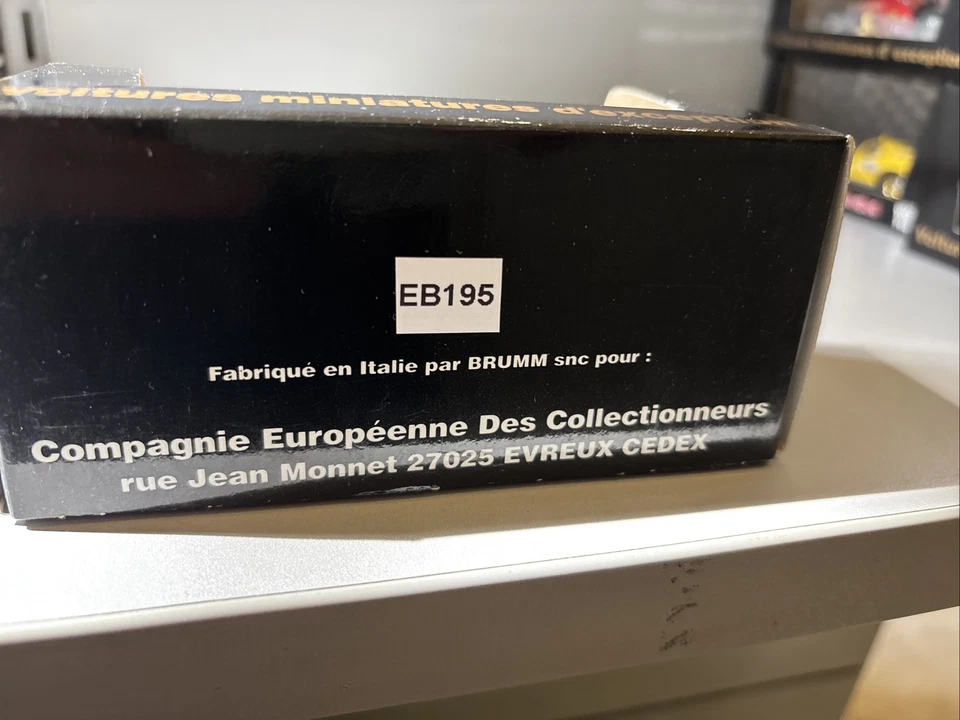 voitures miniatures d'exception
EB195
Fabriqué en Italie par BRUMM snc pour :
Compagnie Européenne Des Collectionneurs
rue Jean Monnet 27025 EVREUX CEDEX
d'exception